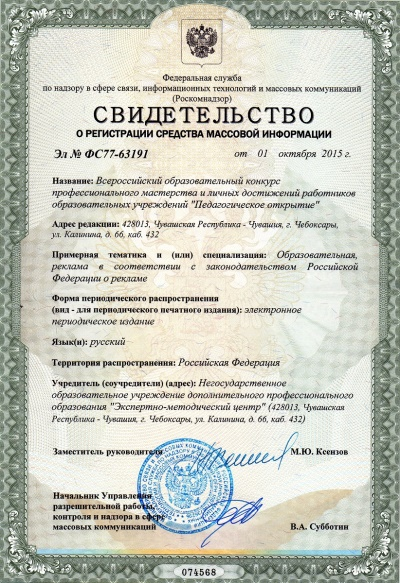 Федеральная служба
по надзору в сфере связи, информационных технологий и массовых коммуникаций
(Роскомнадзор)
СВИДЕТЕЛЬСТВО
О РЕГИСТРАЦИИ СРЕДСТВА МАССОВОЙ ИНФОРМАЦИИ
Эл № ФС77-63191 от 01 октября 2015 г.
Название: Всероссийский образовательный конкурс
профессионального мастерства и личных достижений работников
образовательных учреждений "Педагогическое открытие"
Адрес редакции: 428013, Чувашская Республика - Чувашия, г. Чебоксары,
ул. Калинина, д. 66, каб. 432
Примерная тематика и (или) специализация: Образовательная,
реклама в соответствии с законодательством Российской
Федерации о рекламе
Форма периодического распространения
(вид - для периодического печатного издания): электронное
периодическое издание
Язык(и): русский
Территория распространения: Российская Федерация
Учредитель (соучредители) (адрес): Негосударственное
образовательное учреждение дополнительного профессионального
образования "Экспертно-методический центр" (428013, Чувашская
Республика - Чувашия, г. Чебоксары, ул. Калинина, д. 66, каб. 432)
Заместитель руководителя М.Ю. Ксензов
Начальник Управления
разрешительной работы,
контроля и надзора в сфере
массовых коммуникаций В.А. Субботин
074568